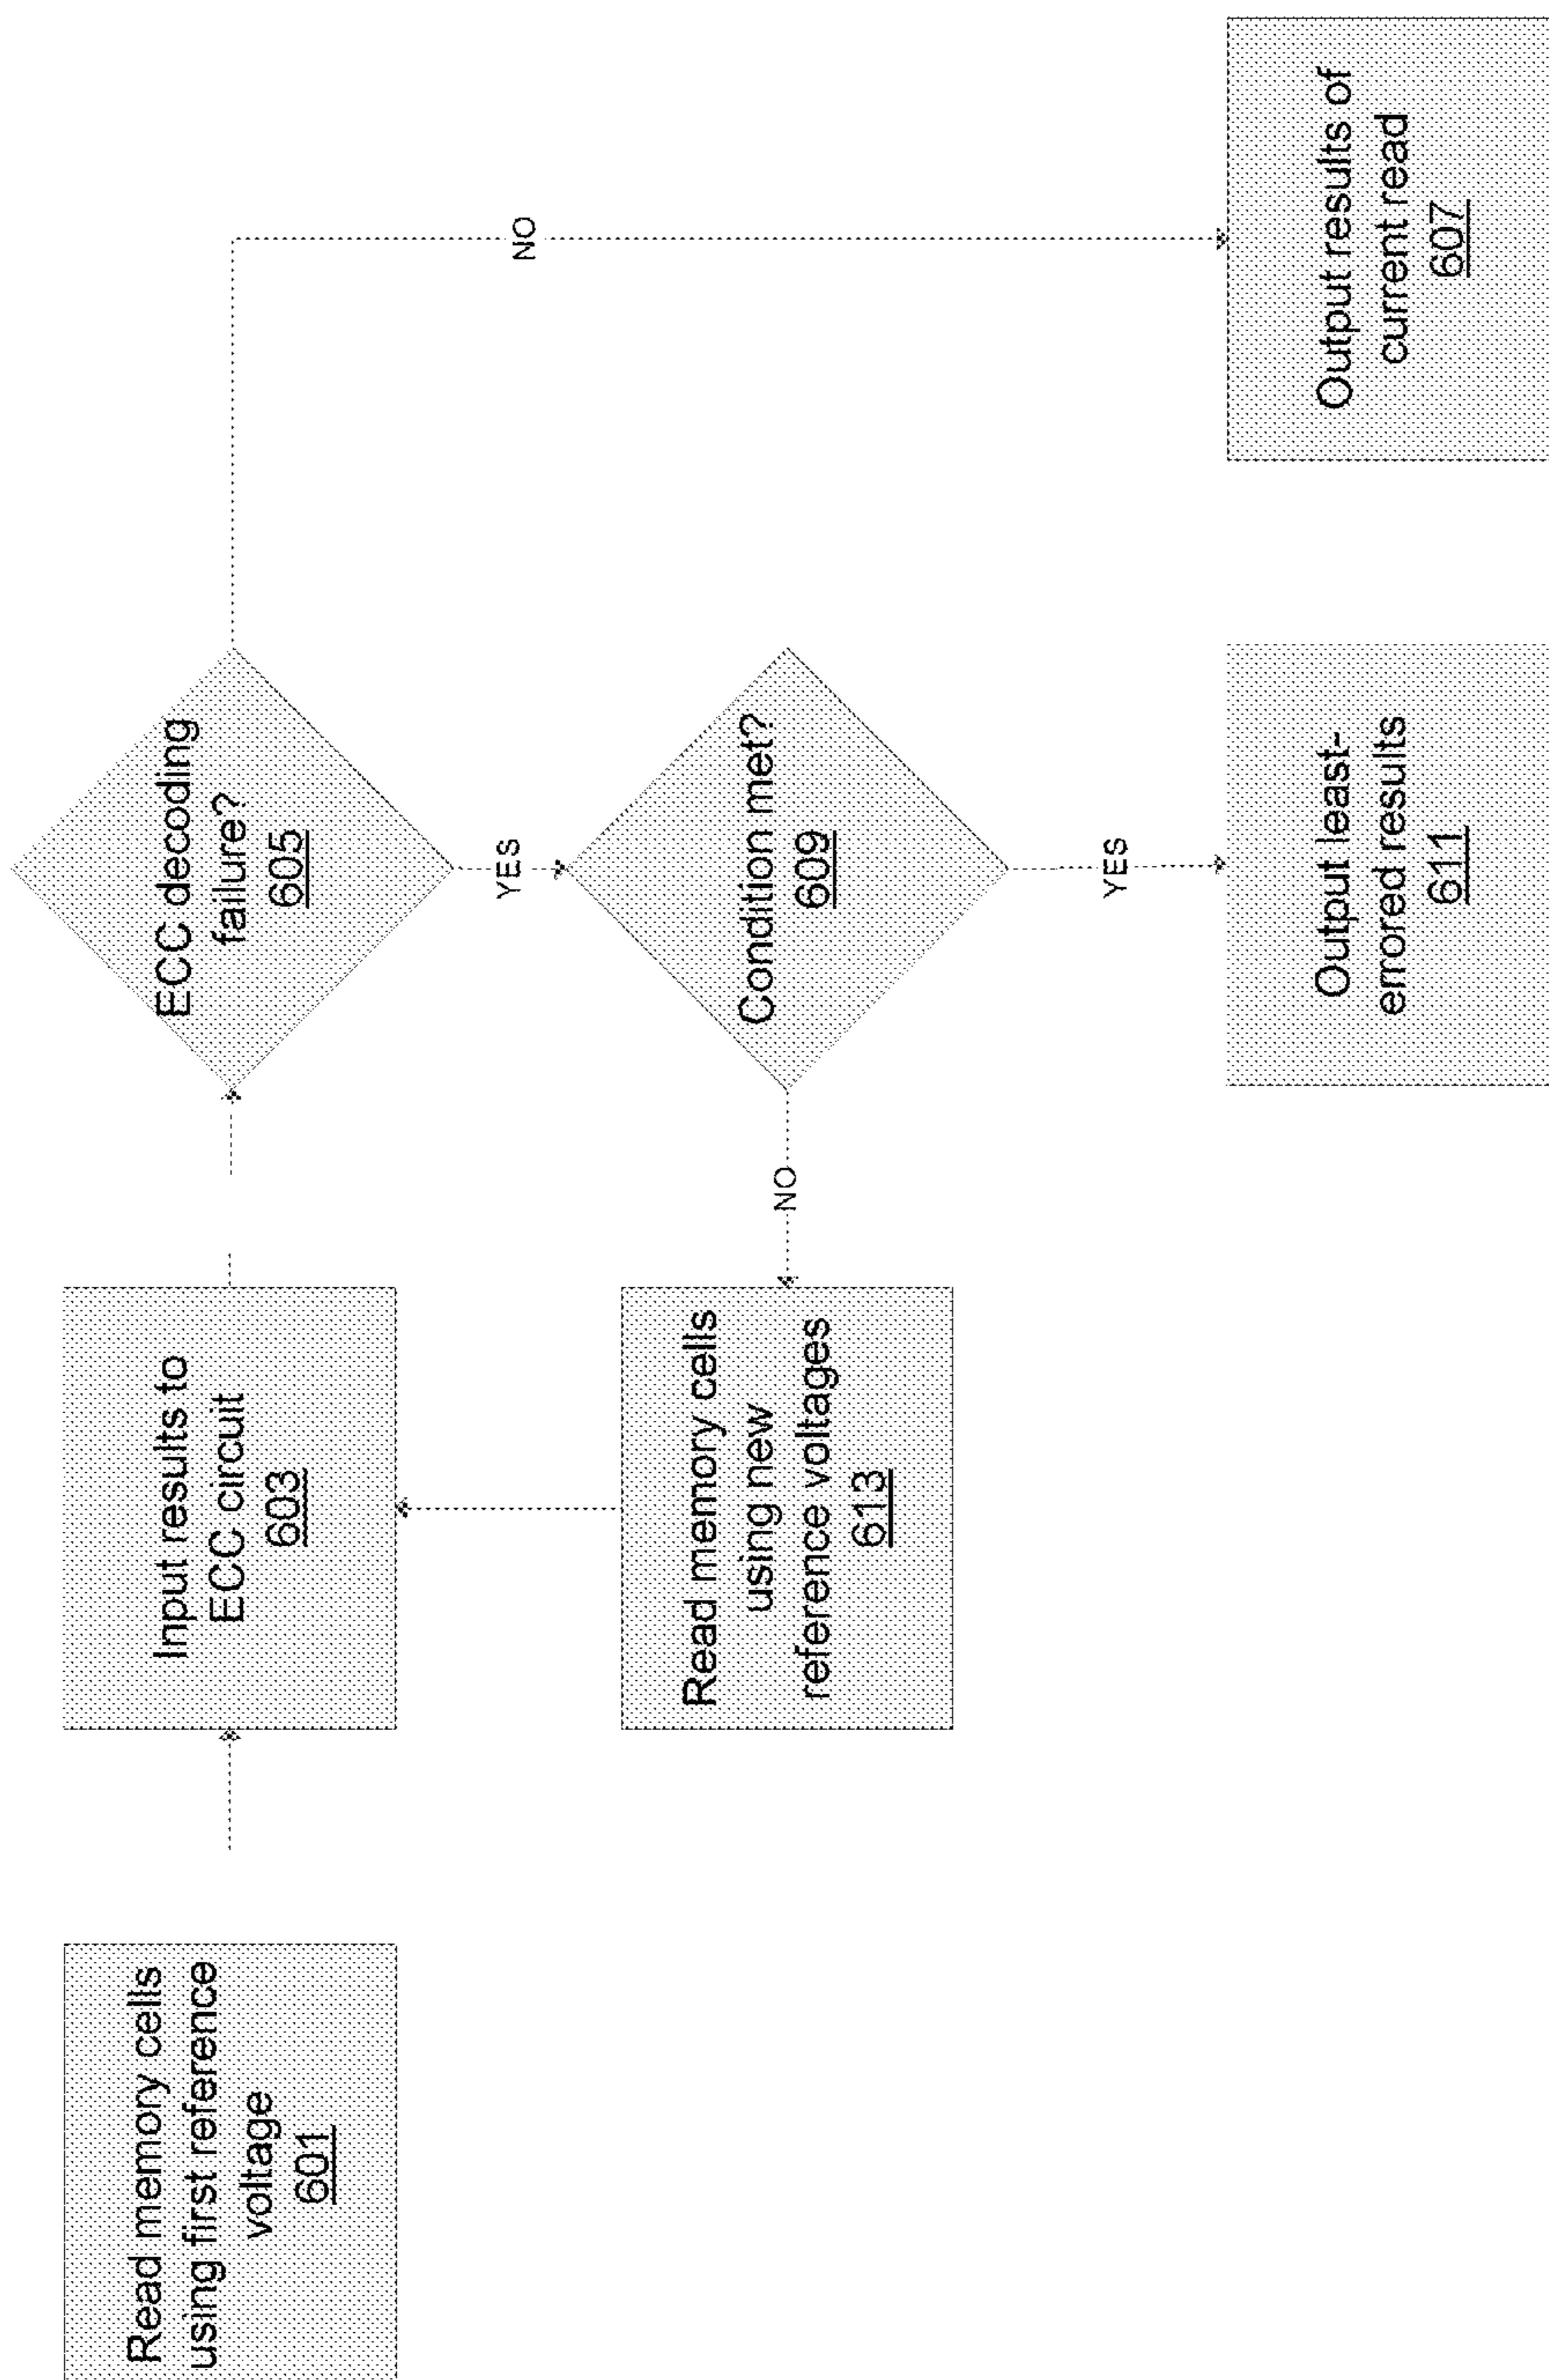 Read memory cells
using first reference
voltage
601
Input results to
ECC circuit
603
ECC decoding
failure?
605
NO
YES
Read memory cells
using new
reference voltages
613
NO
Condition met?
609
YES
Output least-
errored results
611
Output results of
current read
607